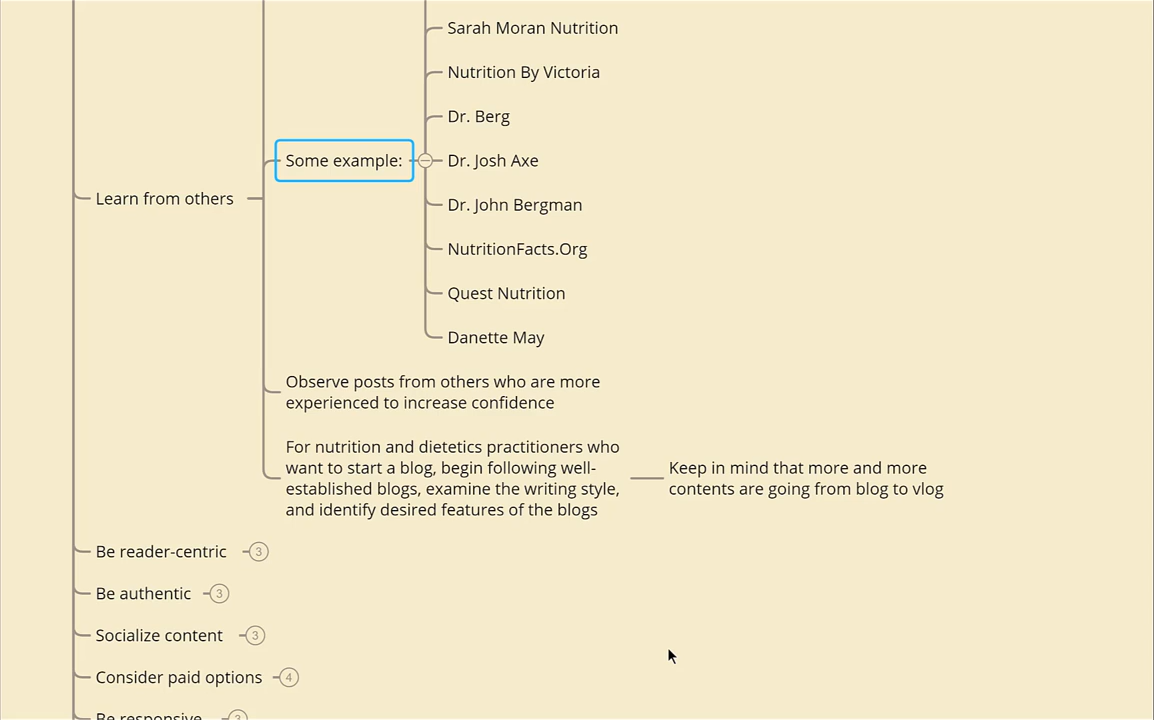 Sarah Moran Nutrition
Nutrition By Victoria
Dr. Berg
Some example:
Dr. Josh Axe
Learn from others
Dr. John Bergman
NutritionFacts.Org
Quest Nutrition
Danette May
Observe posts from others who are more
experienced to increase confidence
For nutrition and dietetics practitioners who
want to start a blog, begin following well-
established blogs, examine the writing style,
and identify desired features of the blogs
Keep in mind that more and more
contents are going from blog to vlog
Be reader-centric 3
Be authentic 3
Socialize content 3
Consider paid options 4
Be responsive 3